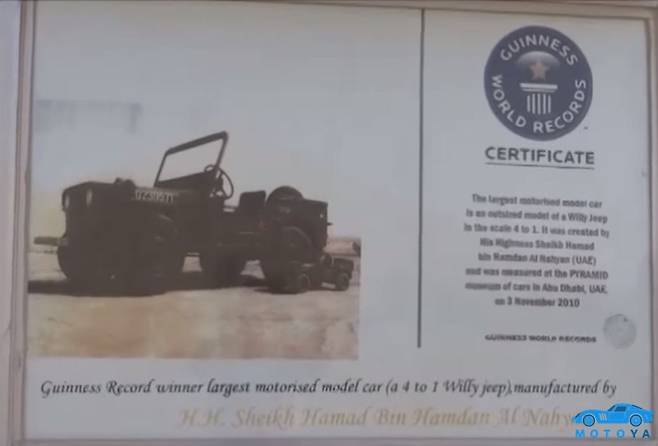 GUINNESS
WORLD RECORDS
CERTIFICATE
The largest motorised model car
is an outsized model of a Willy Jeep
in the scale 4 to 1. It was created by
His Highness Sheikh Hamad
bin Hamdan Al Nahyan (UAE)
and was measured at the PYRAMID
museum of cars in Abu Dhabi, UAE,
on 3 November 2010
GUINNESS WORLD RECORDS
Guinness Record winner largest motorised model car (a 4 to 1 Willy jeep), manufactured by
H.H. Sheikh Hamad Bin Hamdan Al Nahy
MOTOYA